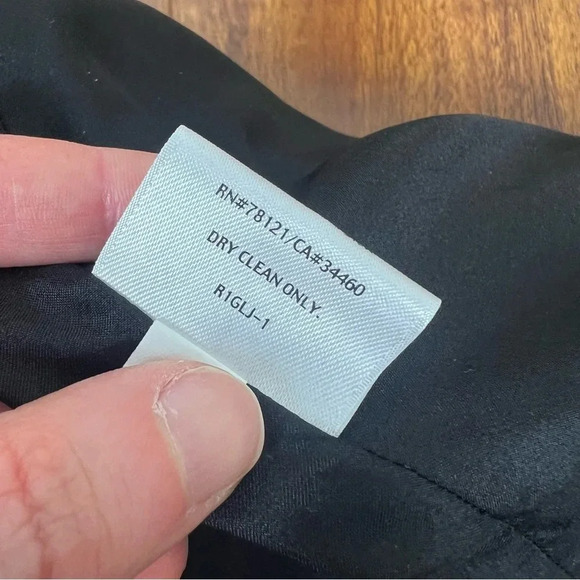 RN#78121/CA#34460
DRY CLEAN ONLY.
R1GLJ-1